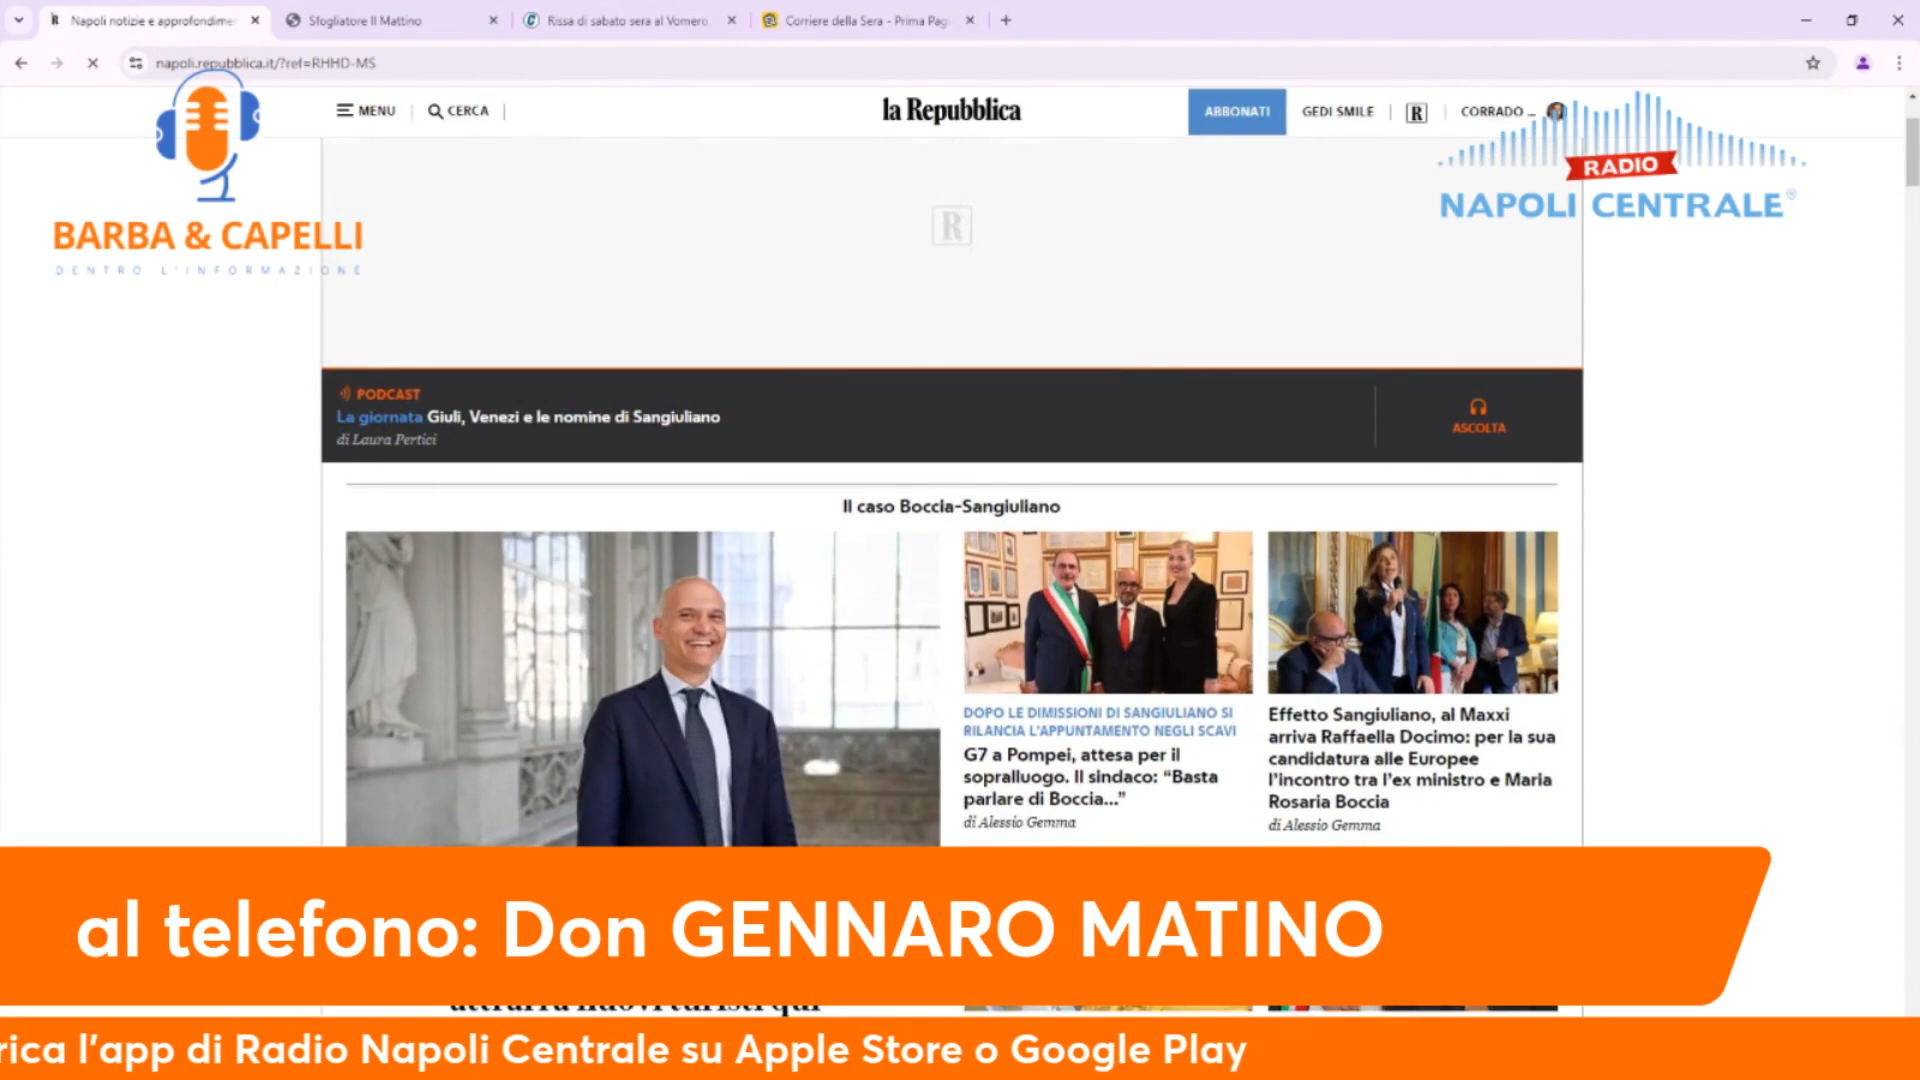 Napoli notizie e approfondime
Sfogliatore Il Mattino
Rissa di sabato sera al Vomero
Corriere della Sera - Prima Pag
napoli.repubblica.it/?ref=RHHD-MS
MENU
CERCA
la Repubblica
ABBONATI
GEDI SMILE
R
CORRADO ...
BARBA & CAPELLI
DENTRO L'INFORMAZIONE
RADIO
NAPOLI CENTRALE®
R
PODCAST
La giornata Giuli, Venezi e le nomine di Sangiuliano
di Laura Pertici
ASCOLTA
Il caso Boccia-Sangiuliano
DOPO LE DIMISSIONI DI SANGIULIANO SI
RILANCIA L'APPUNTAMENTO NEGLI SCAVI
G7 a Pompei, attesa per il
sopralluogo. Il sindaco: “Basta
parlare di Boccia...”
di Alessio Gemma
Effetto Sangiuliano, al Maxxi
arriva Raffaella Docimo: per la sua
candidatura alle Europee
l'incontro tra l'ex ministro e Maria
Rosaria Boccia
di Alessio Gemma
al telefono: Don GENNARO MATINO
attrarrà nuovi turisti qui
rica l'app di Radio Napoli Centrale su Apple Store o Google Play